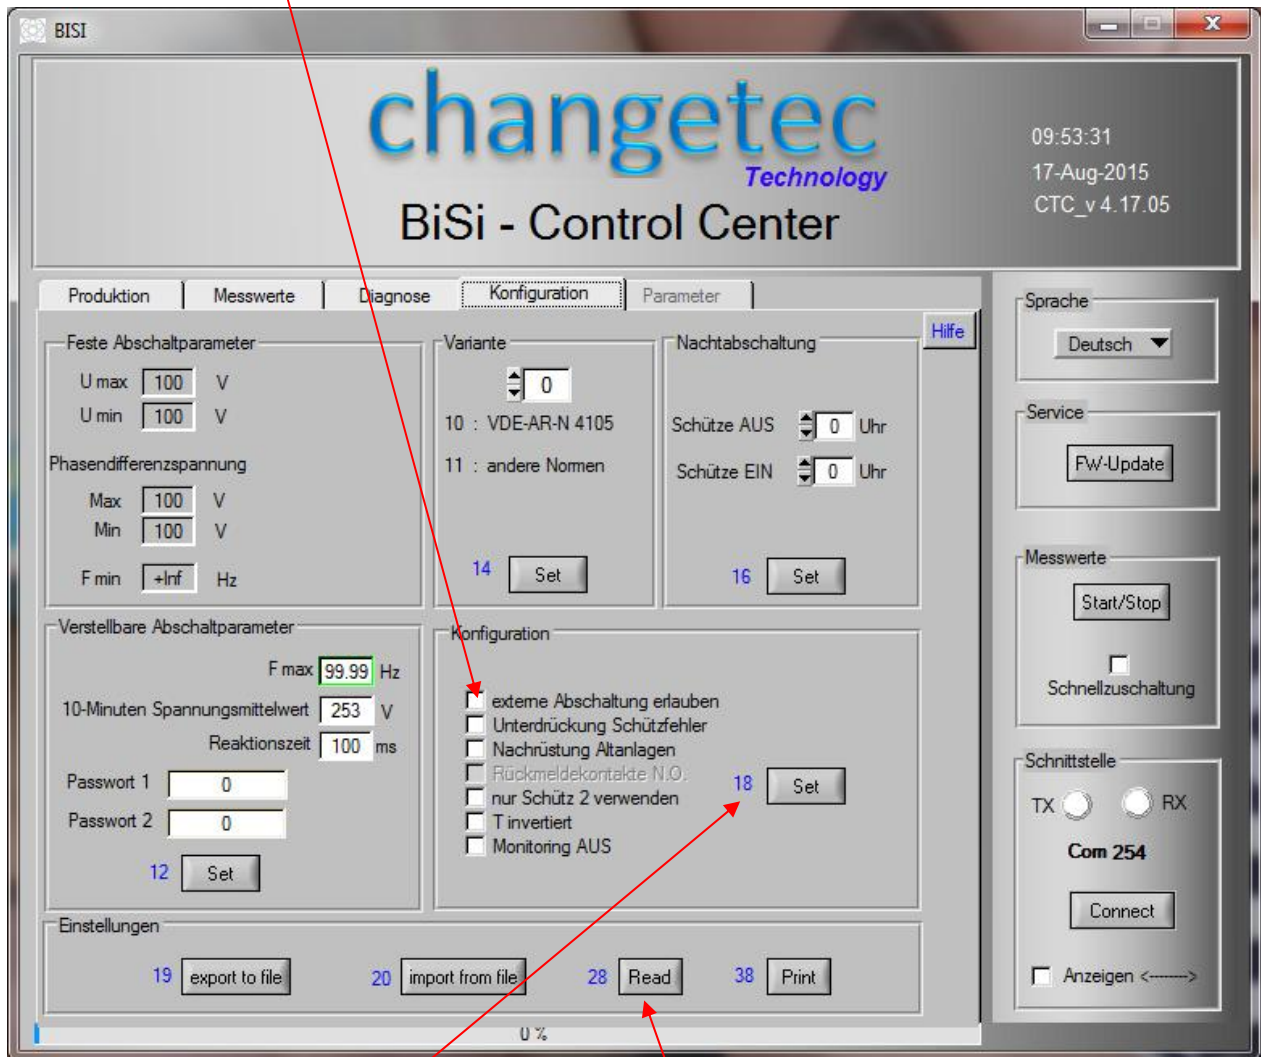 BISI
changetec
Technology
BiSi - Control Center
09:53:31
17-Aug-2015
CTC_v 4.17.05
Produktion
Messwerte
Diagnose
Konfiguration
Parameter
Hilfe
Feste Abschaltparameter
U max 100 V
U min 100 V
Phasendifferenzspannung
Max 100 V
Min 100 V
F min +Inf Hz
Variante
0
10 : VDE-AR-N 4105
11 : andere Normen
14 Set
Nachtabschaltung
Schütze AUS 0 Uhr
Schütze EIN 0 Uhr
16 Set
Verstellbare Abschaltparameter
F max 99.99 Hz
10-Minuten Spannungsmittelwert 253 V
Reaktionszeit 100 ms
Passwort 1 0
Passwort 2 0
12 Set
Konfiguration
externe Abschaltung erlauben
Unterdrückung Schützfehler
Nachrüstung Altanlagen
Rückmeldekontakte N.O.
nur Schütz 2 verwenden
T invertiert
Monitoring AUS
18 Set
Einstellungen
19 export to file
20 import from file
28 Read
38 Print
0 %
Sprache
Deutsch
Service
FW-Update
Messwerte
Start/Stop
Schnellzuschaltung
Schnittstelle
TX RX
Com 254
Connect
Anzeigen <-------->